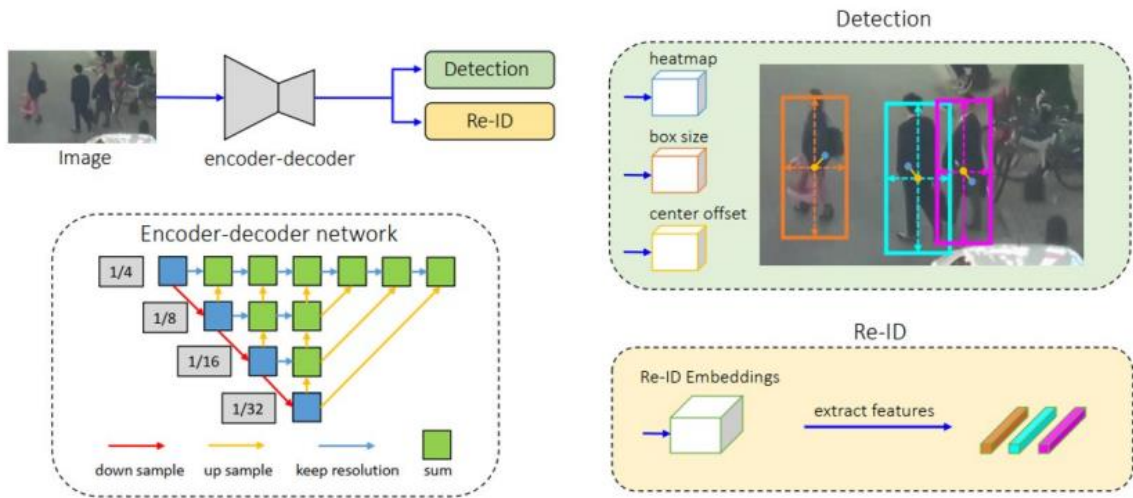 Image
encoder-decoder
Detection
Re-ID
Encoder-decoder network
1/4
1/8
1/16
1/32
down sample
up sample
keep resolution
sum
Detection
heatmap
box size
center offset
Re-ID
Re-ID Embeddings
extract features